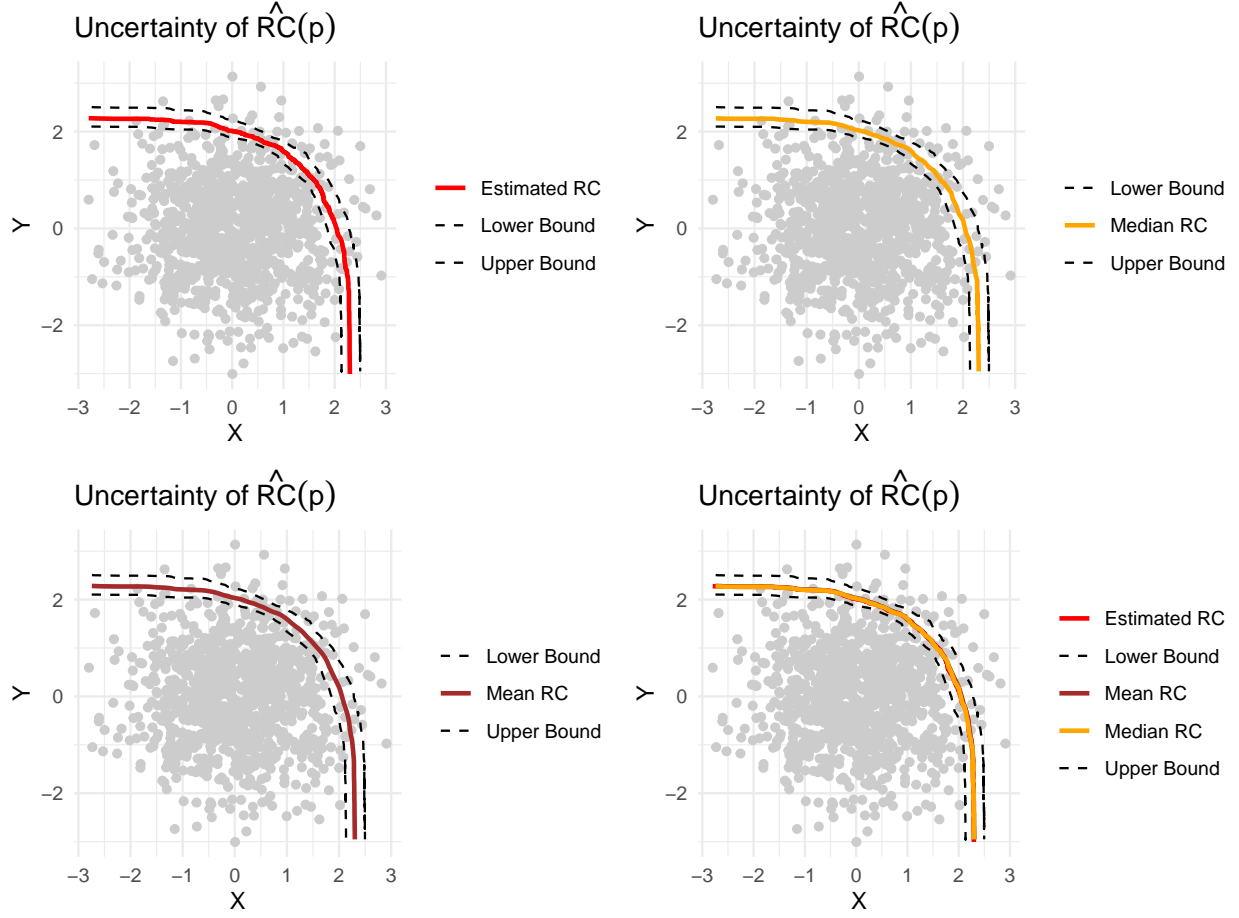 Uncertainty of R̂C(p)
Y
2
0
−2
−3 −2 −1 0 1 2 3
X
Estimated RC
Lower Bound
Upper Bound
Uncertainty of R̂C(p)
Y
2
0
−2
−3 −2 −1 0 1 2 3
X
Lower Bound
Median RC
Upper Bound
Uncertainty of R̂C(p)
Y
2
0
−2
−3 −2 −1 0 1 2 3
X
Lower Bound
Mean RC
Upper Bound
Uncertainty of R̂C(p)
Y
2
0
−2
−3 −2 −1 0 1 2 3
X
Estimated RC
Lower Bound
Mean RC
Median RC
Upper Bound